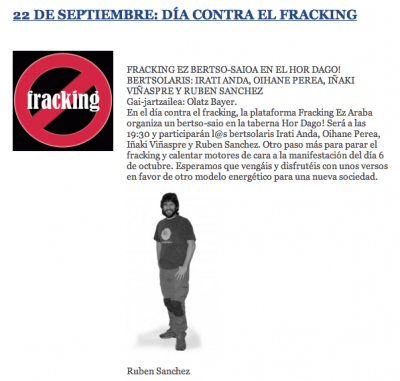 22 DE SEPTIEMBRE: DÍA CONTRA EL FRACKING
fracking
FRACKING EZ BERTSO-SAIOA EN EL HOR DAGO!
BERTSOLARIS: IRATI ANDA, OIHANE PEREA, IÑAKI
VIÑASPRE Y RUBEN SANCHEZ
Gai-jartzailea: Olatz Bayer.
En el día contra el fracking, la plataforma Fracking Ez Araba
organiza un bertso-saio en la taberna Hor Dago! Será a las
19:30 y participarán l@s bertsolaris Irati Anda, Oihane Perea,
Iñaki Viñaspre y Ruben Sanchez. Otro paso más para parar el
fracking y calentar motores de cara a la manifestación del día 6
de octubre. Esperamos que vengáis y disfrutéis con unos versos
en favor de otro modelo energético para una nueva sociedad.
Ruben Sanchez